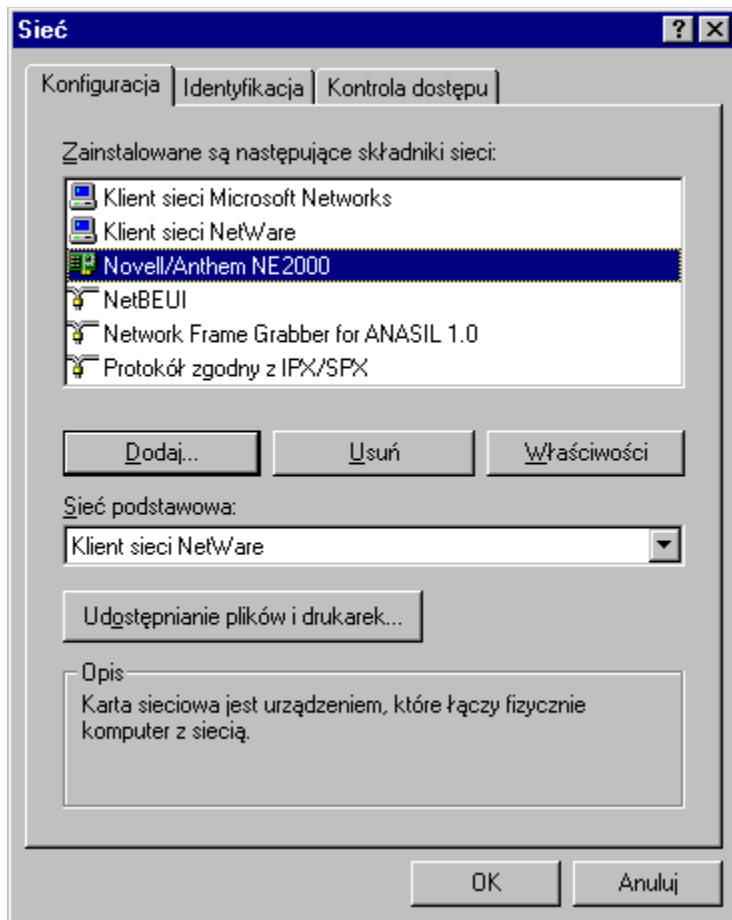 Sieć
Konfiguracja Identyfikacja Kontrola dostępu
Zainstalowane są następujące składniki sieci:
Klient sieci Microsoft Networks
Klient sieci NetWare
Novell/Anthem NE2000
NetBEUI
Network Frame Grabber for ANASIL 1.0
Protokół zgodny z IPX/SPX
Dodaj... Usuń Właściwości
Sieć podstawowa:
Klient sieci NetWare
Udostępnianie plików i drukarek...
Opis
Karta sieciowa jest urządzeniem, które łączy fizycznie
komputer z siecią.
OK Anuluj